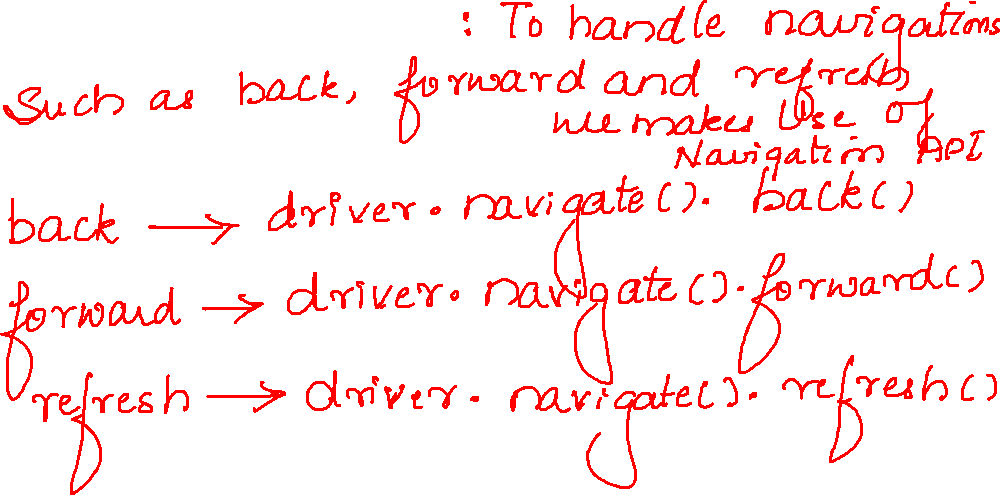 : To handle navigations
Such as back, forward and refresh,
we makes Use of
Navigation API
back → driver. navigate(). back()
forward → driver. navigate().forward()
refresh → driver. navigate(). refresh()